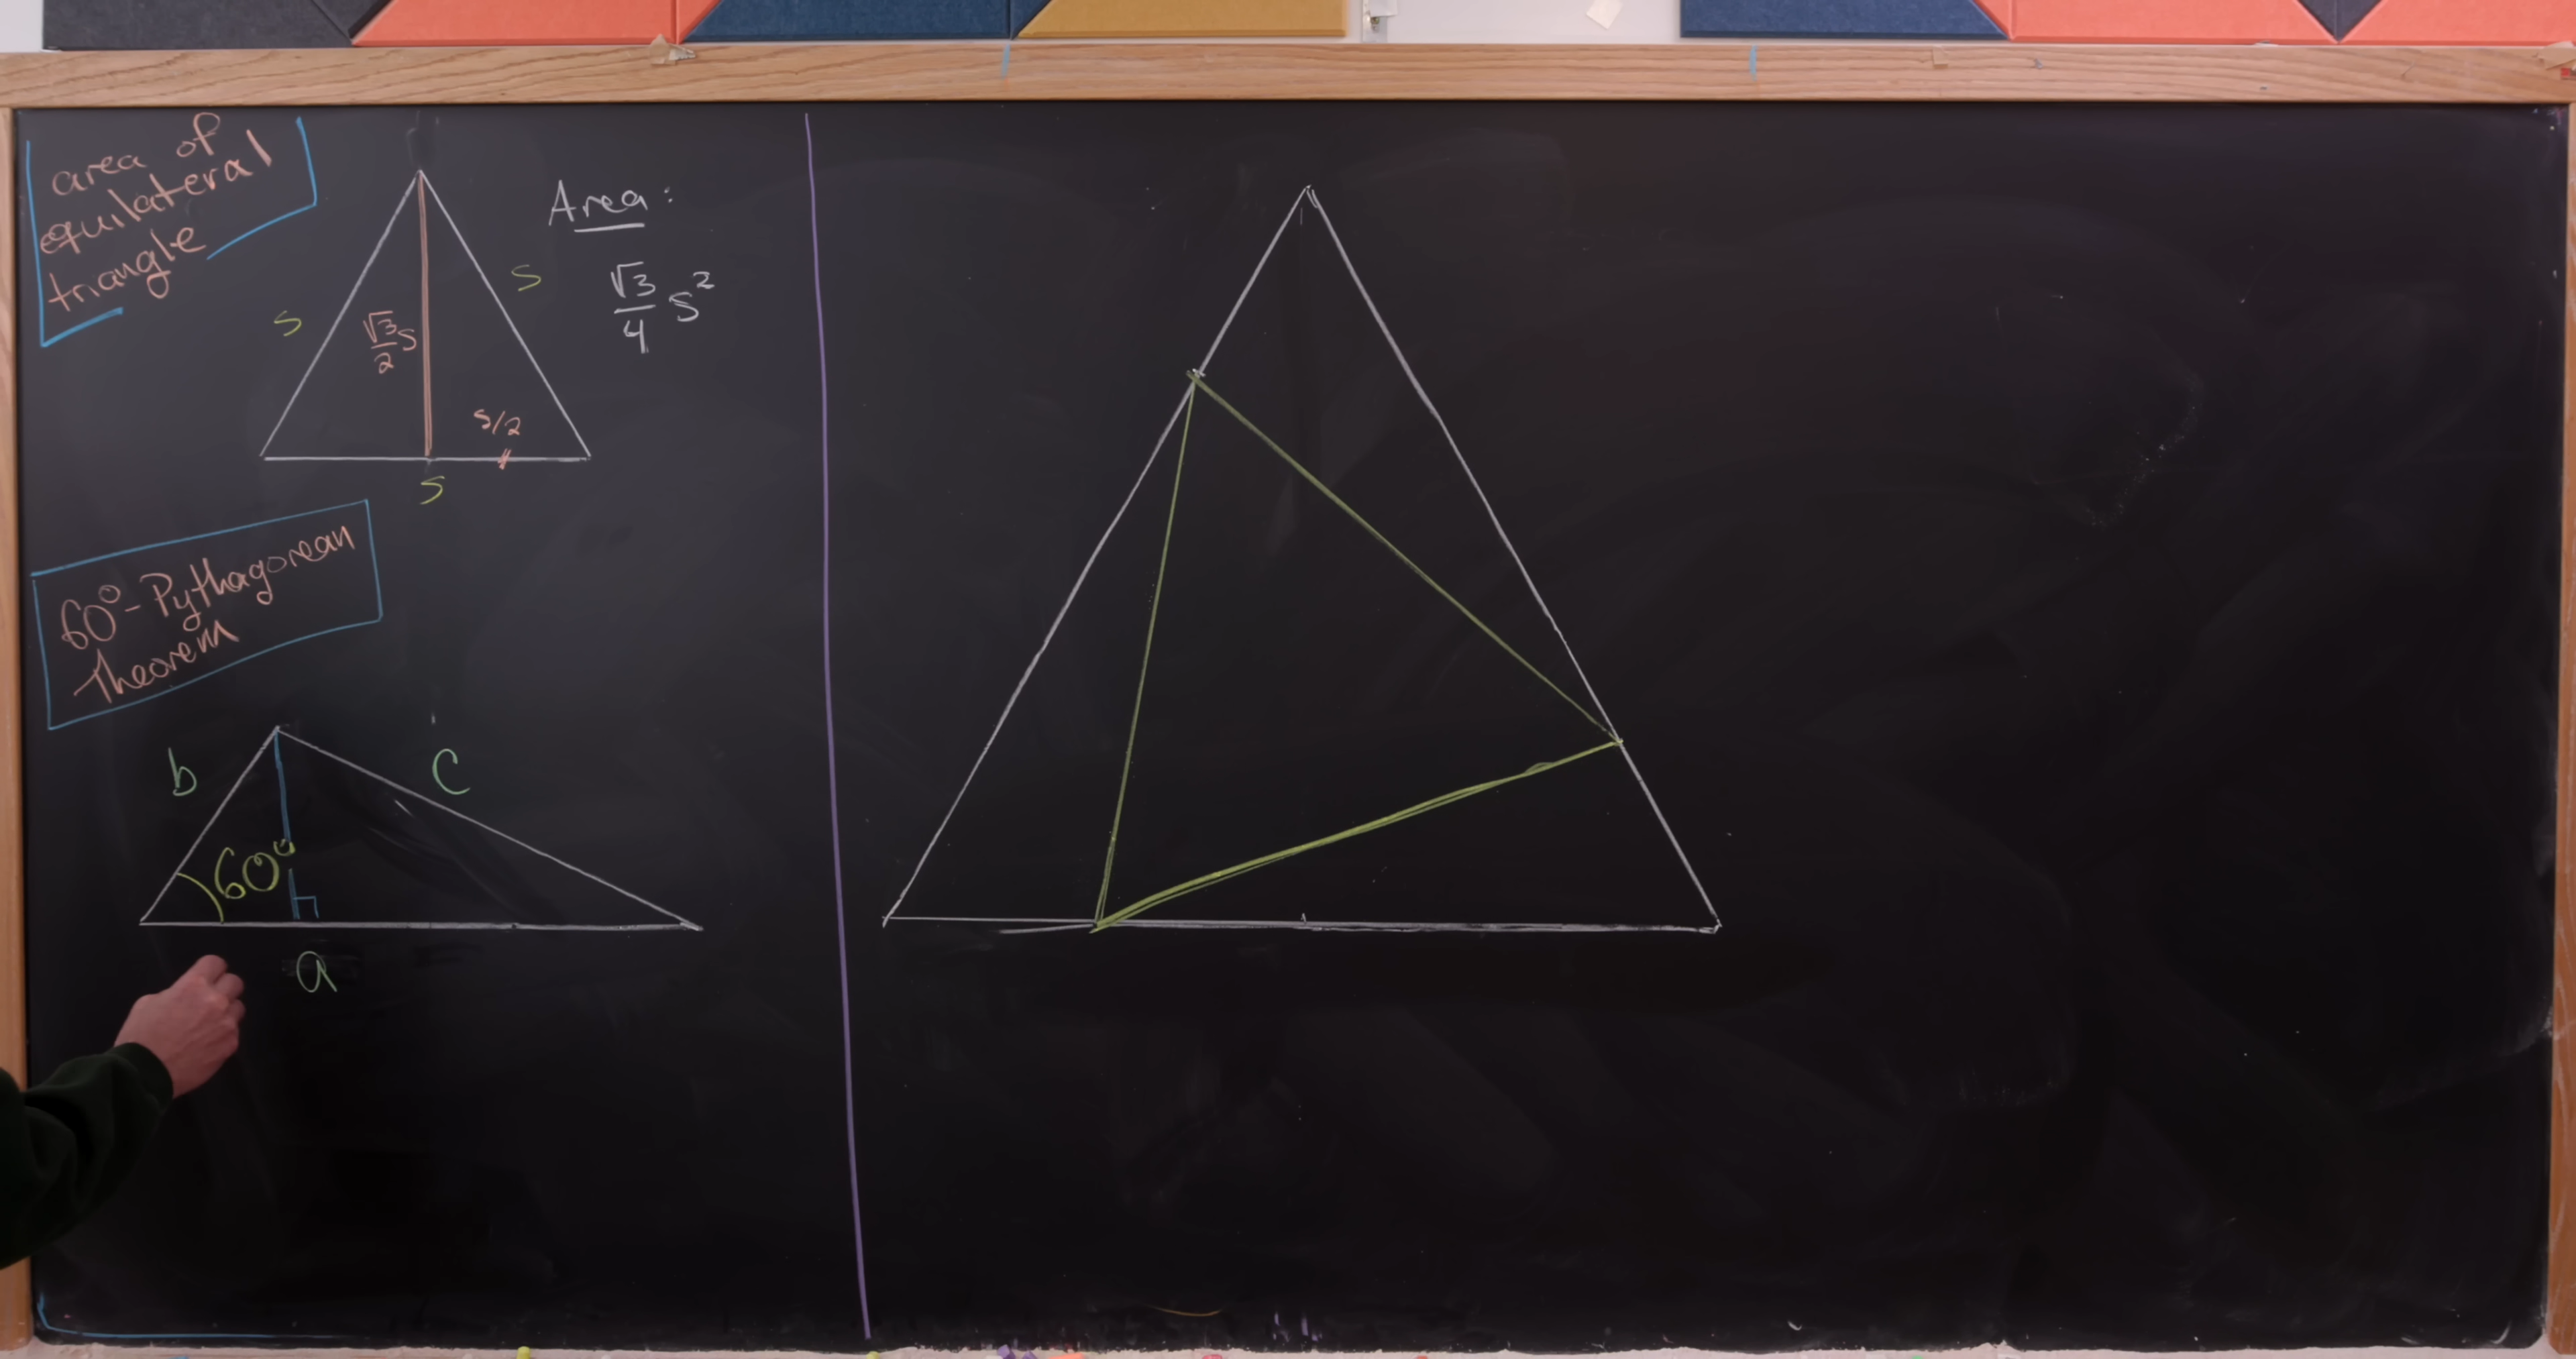 area of
equilateral
triangle
Area:
√3/4 s²
s
s
√3/2 s
s/2
s
60°-Pythagorean
Theorem
b
c
60°
a